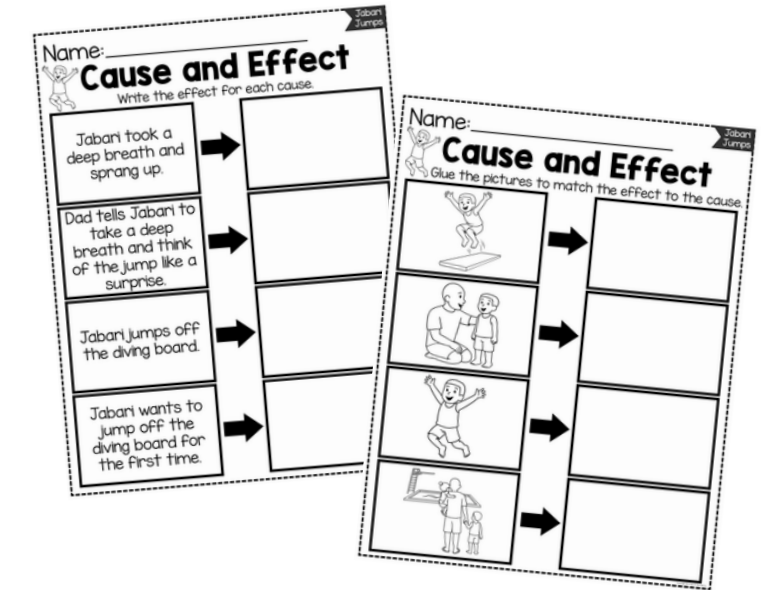 Jabari
Jumps
Name:
Cause and Effect
Write the effect for each cause.
Jabari took a
deep breath and
sprang up.
Dad tells Jabari to
take a deep
breath and think
of the jump like a
surprise.
Jabari jumps off
the diving board.
Jabari wants to
jump off the
diving board for
the first time.
Jabari
Jumps
Name:
Cause and Effect
Glue the pictures to match the effect to the cause.